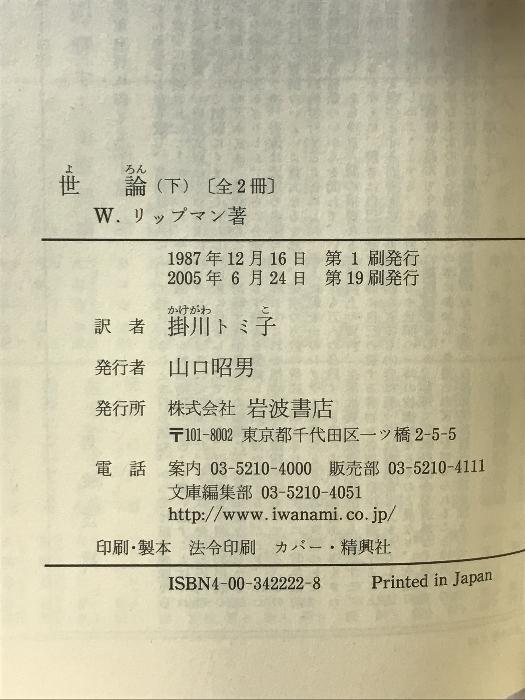 よ ろん
世 論（下）〔全2冊〕
W. リップマン著
1987年12月16日 第1刷発行
2005年6月24日 第19刷発行
かけがわ こ
訳 者 掛川トミ子
発行者 山口昭男
発行所 株式会社 岩波書店
〒101-8002 東京都千代田区一ツ橋2-5-5
電 話 案内 03-5210-4000 販売部 03-5210-4111
文庫編集部 03-5210-4051
http://www.iwanami.co.jp/
印刷・製本 法令印刷 カバー・精興社
ISBN4-00-342222-8 Printed in Japan